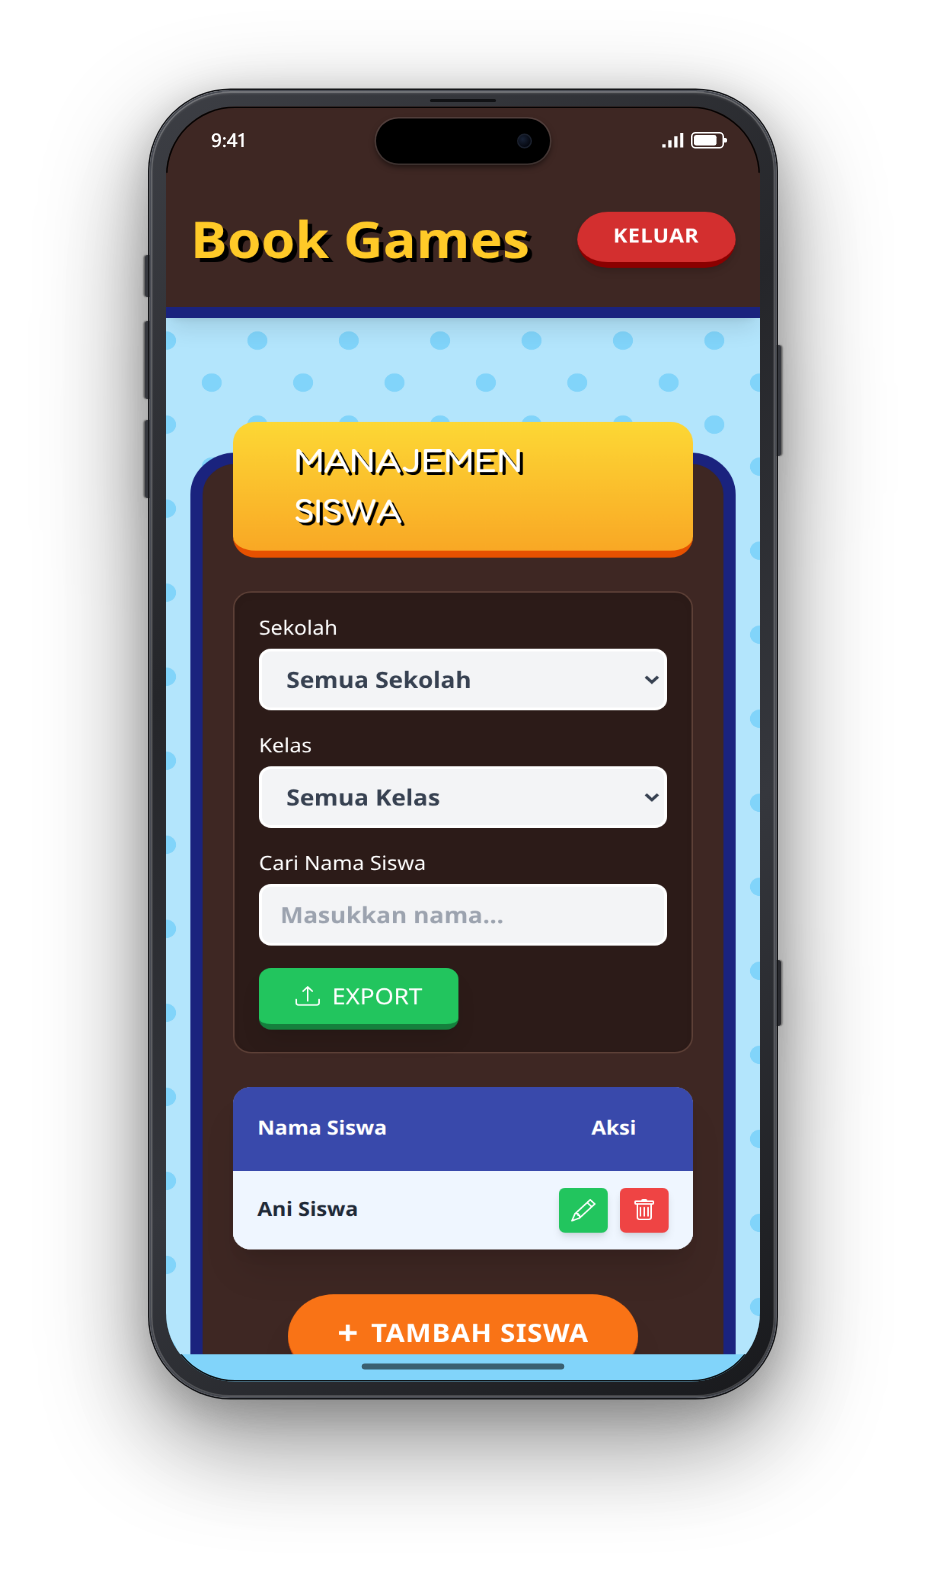 9:41
Book Games
KELUAR
MANAJEMEN
SISWA
Sekolah
Semua Sekolah
Kelas
Semua Kelas
Cari Nama Siswa
Masukkan nama...
EXPORT
Nama Siswa Aksi
Ani Siswa
+ TAMBAH SISWA